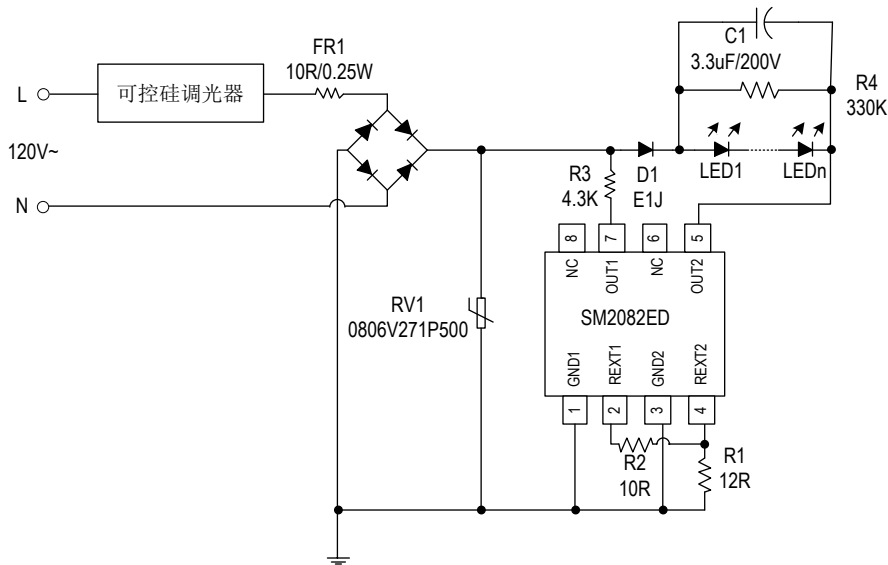 FR1
10R/0.25W
L
可控硅调光器
120V~
N
C1
3.3uF/200V
R4
330K
R3
4.3K
D1
E1J
LED1
LEDn
8
7
6
5
NC
OUT1
NC
OUT2
SM2082ED
RV1
0806V271P500
GND1
REXT1
GND2
REXT2
1
2
3
4
R2
10R
R1
12R